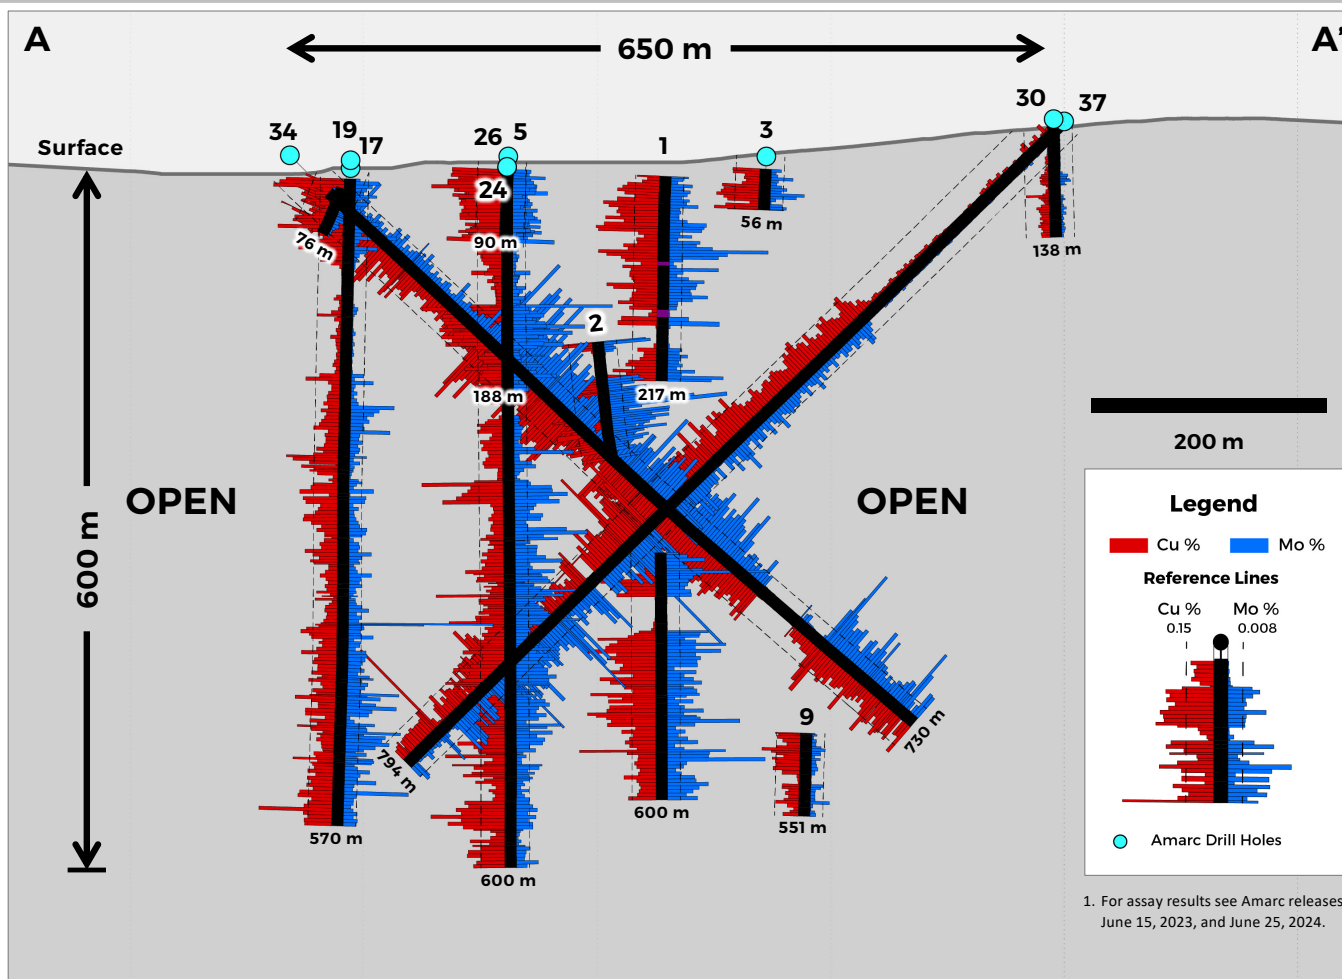 A
650 m
A'
34
19
17
26
5
1
3
30
37
Surface
24
76 m
90 m
56 m
138 m
2
188 m
217 m
200 m
OPEN
OPEN
600 m
Legend
Cu %
Mo %
Reference Lines
Cu %
0.15
Mo %
0.008
Amarc Drill Holes
9
794 m
730 m
570 m
600 m
600 m
551 m
1. For assay results see Amarc releases
June 15, 2023, and June 25, 2024.